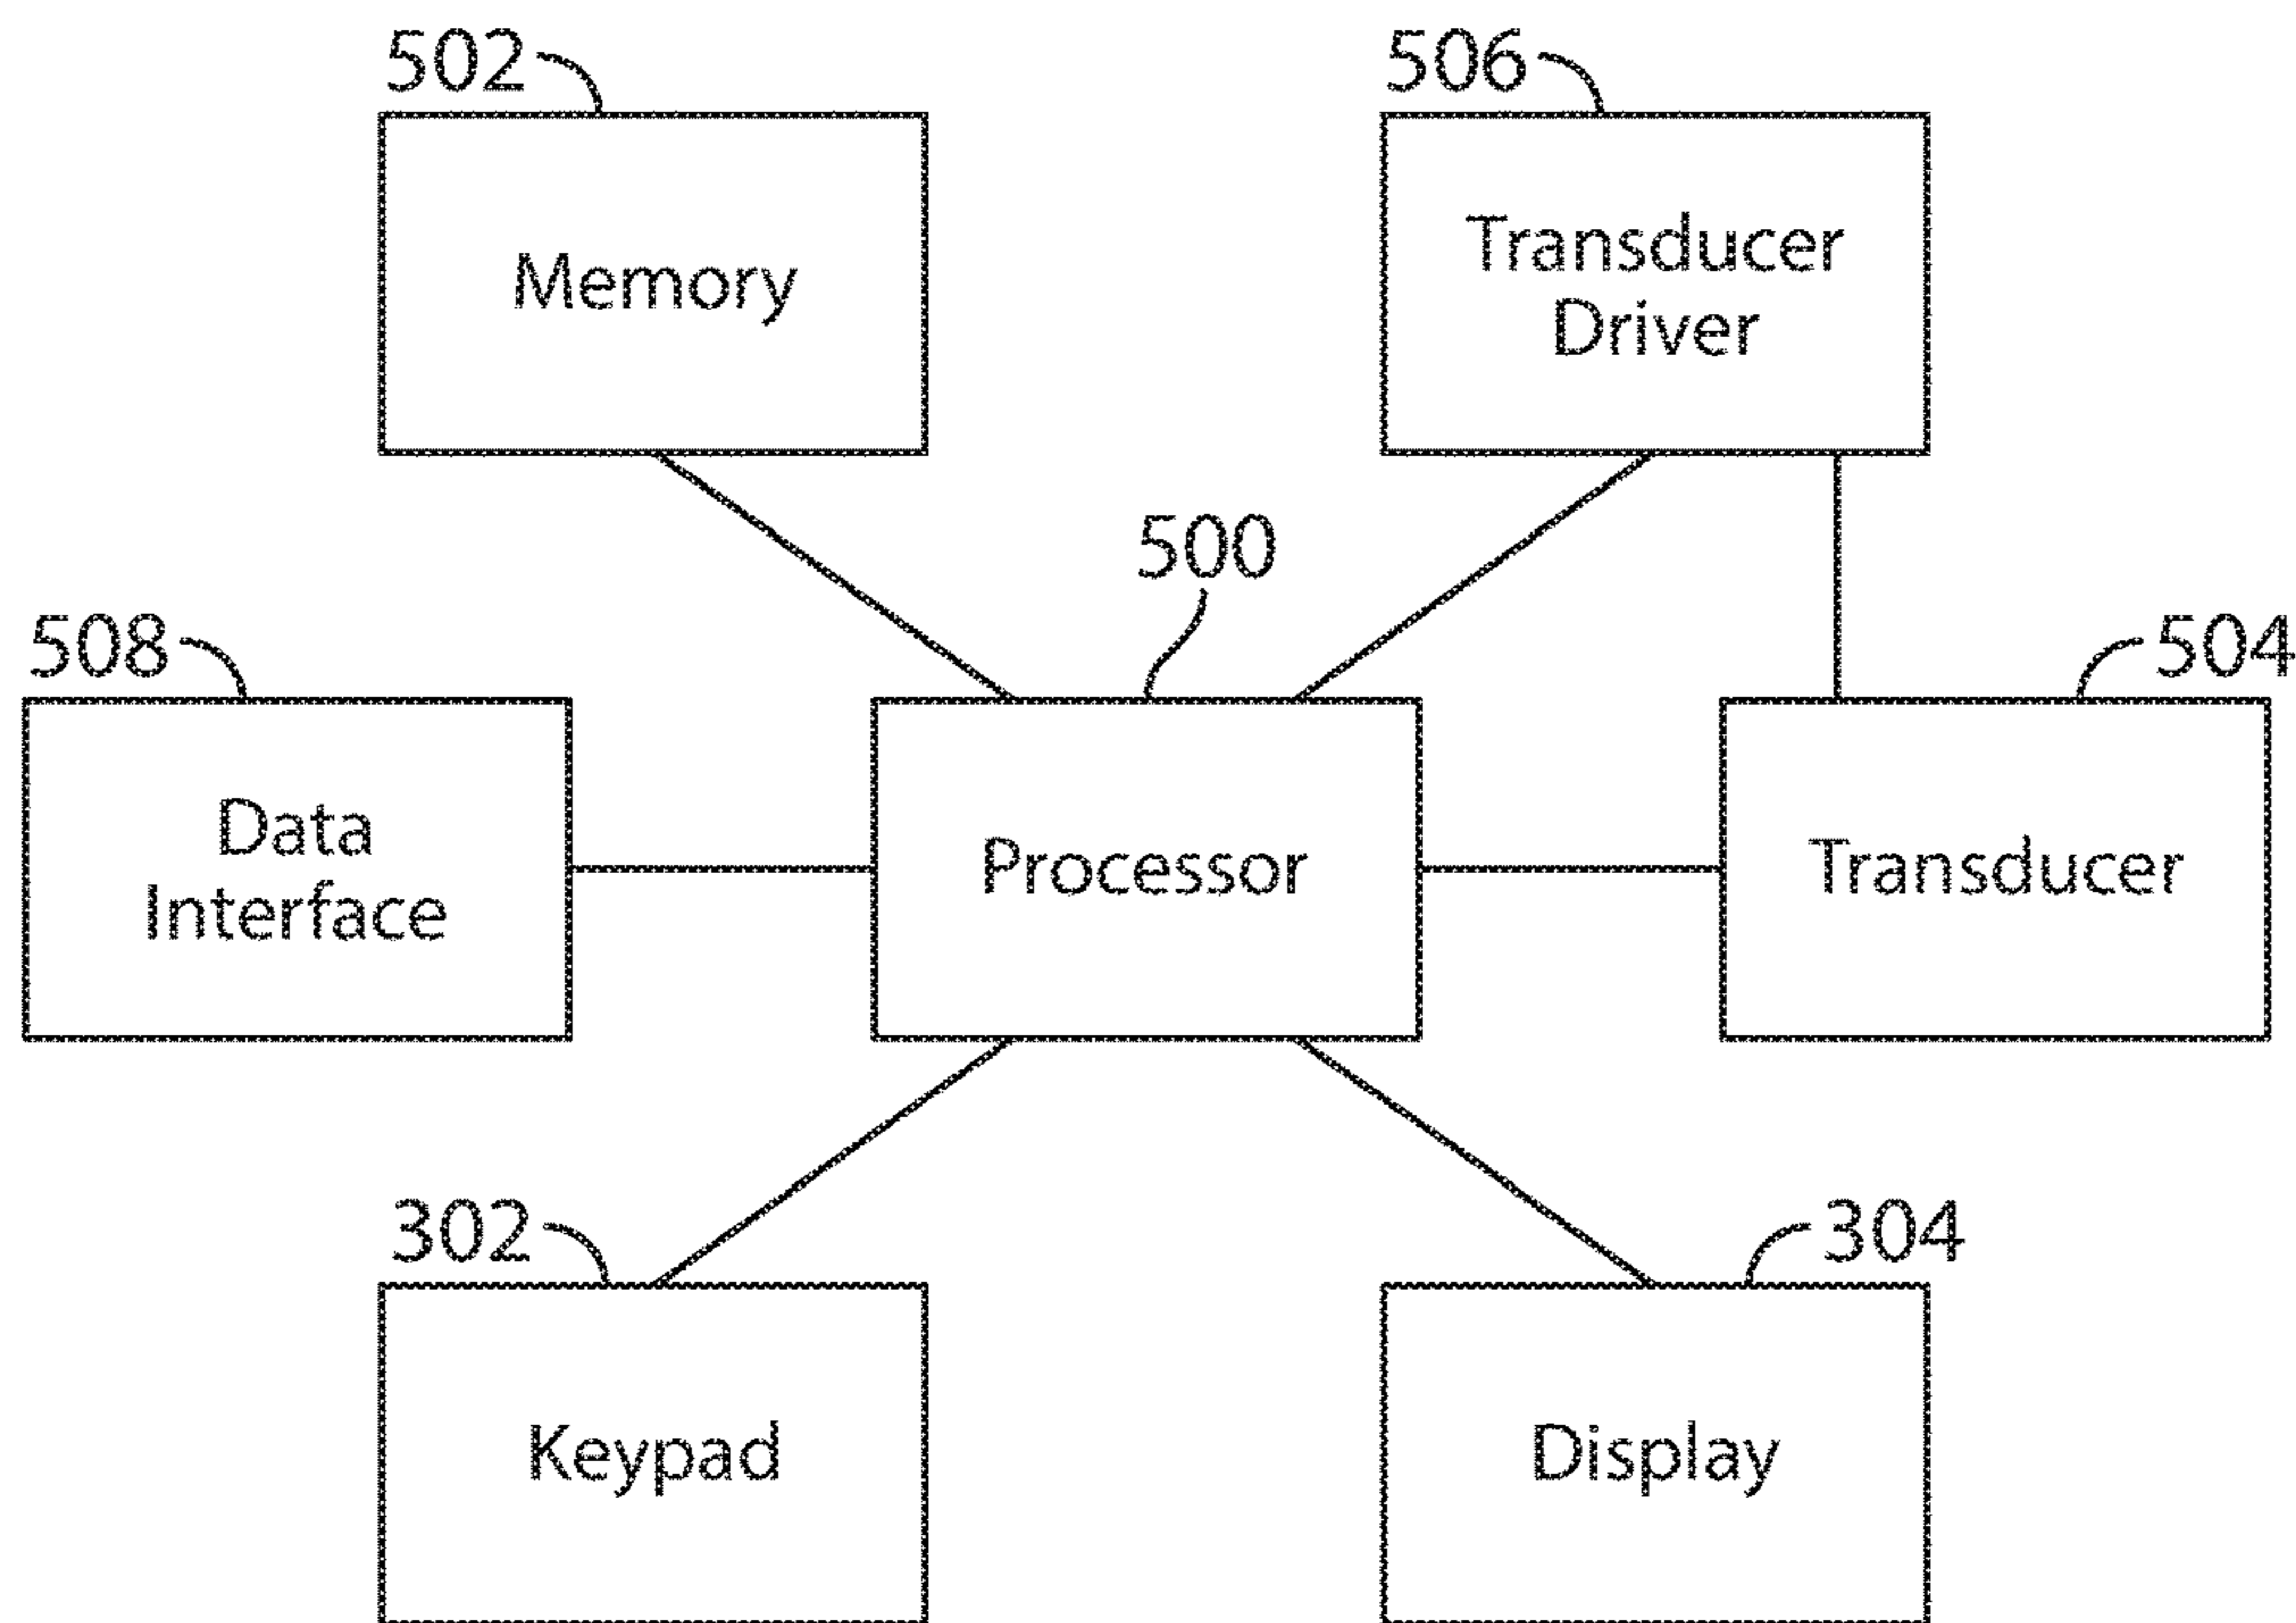 502
506
Memory
Transducer
Driver
500
508
504
Data
Interface
Processor
Transducer
302
304
Keypad
Display